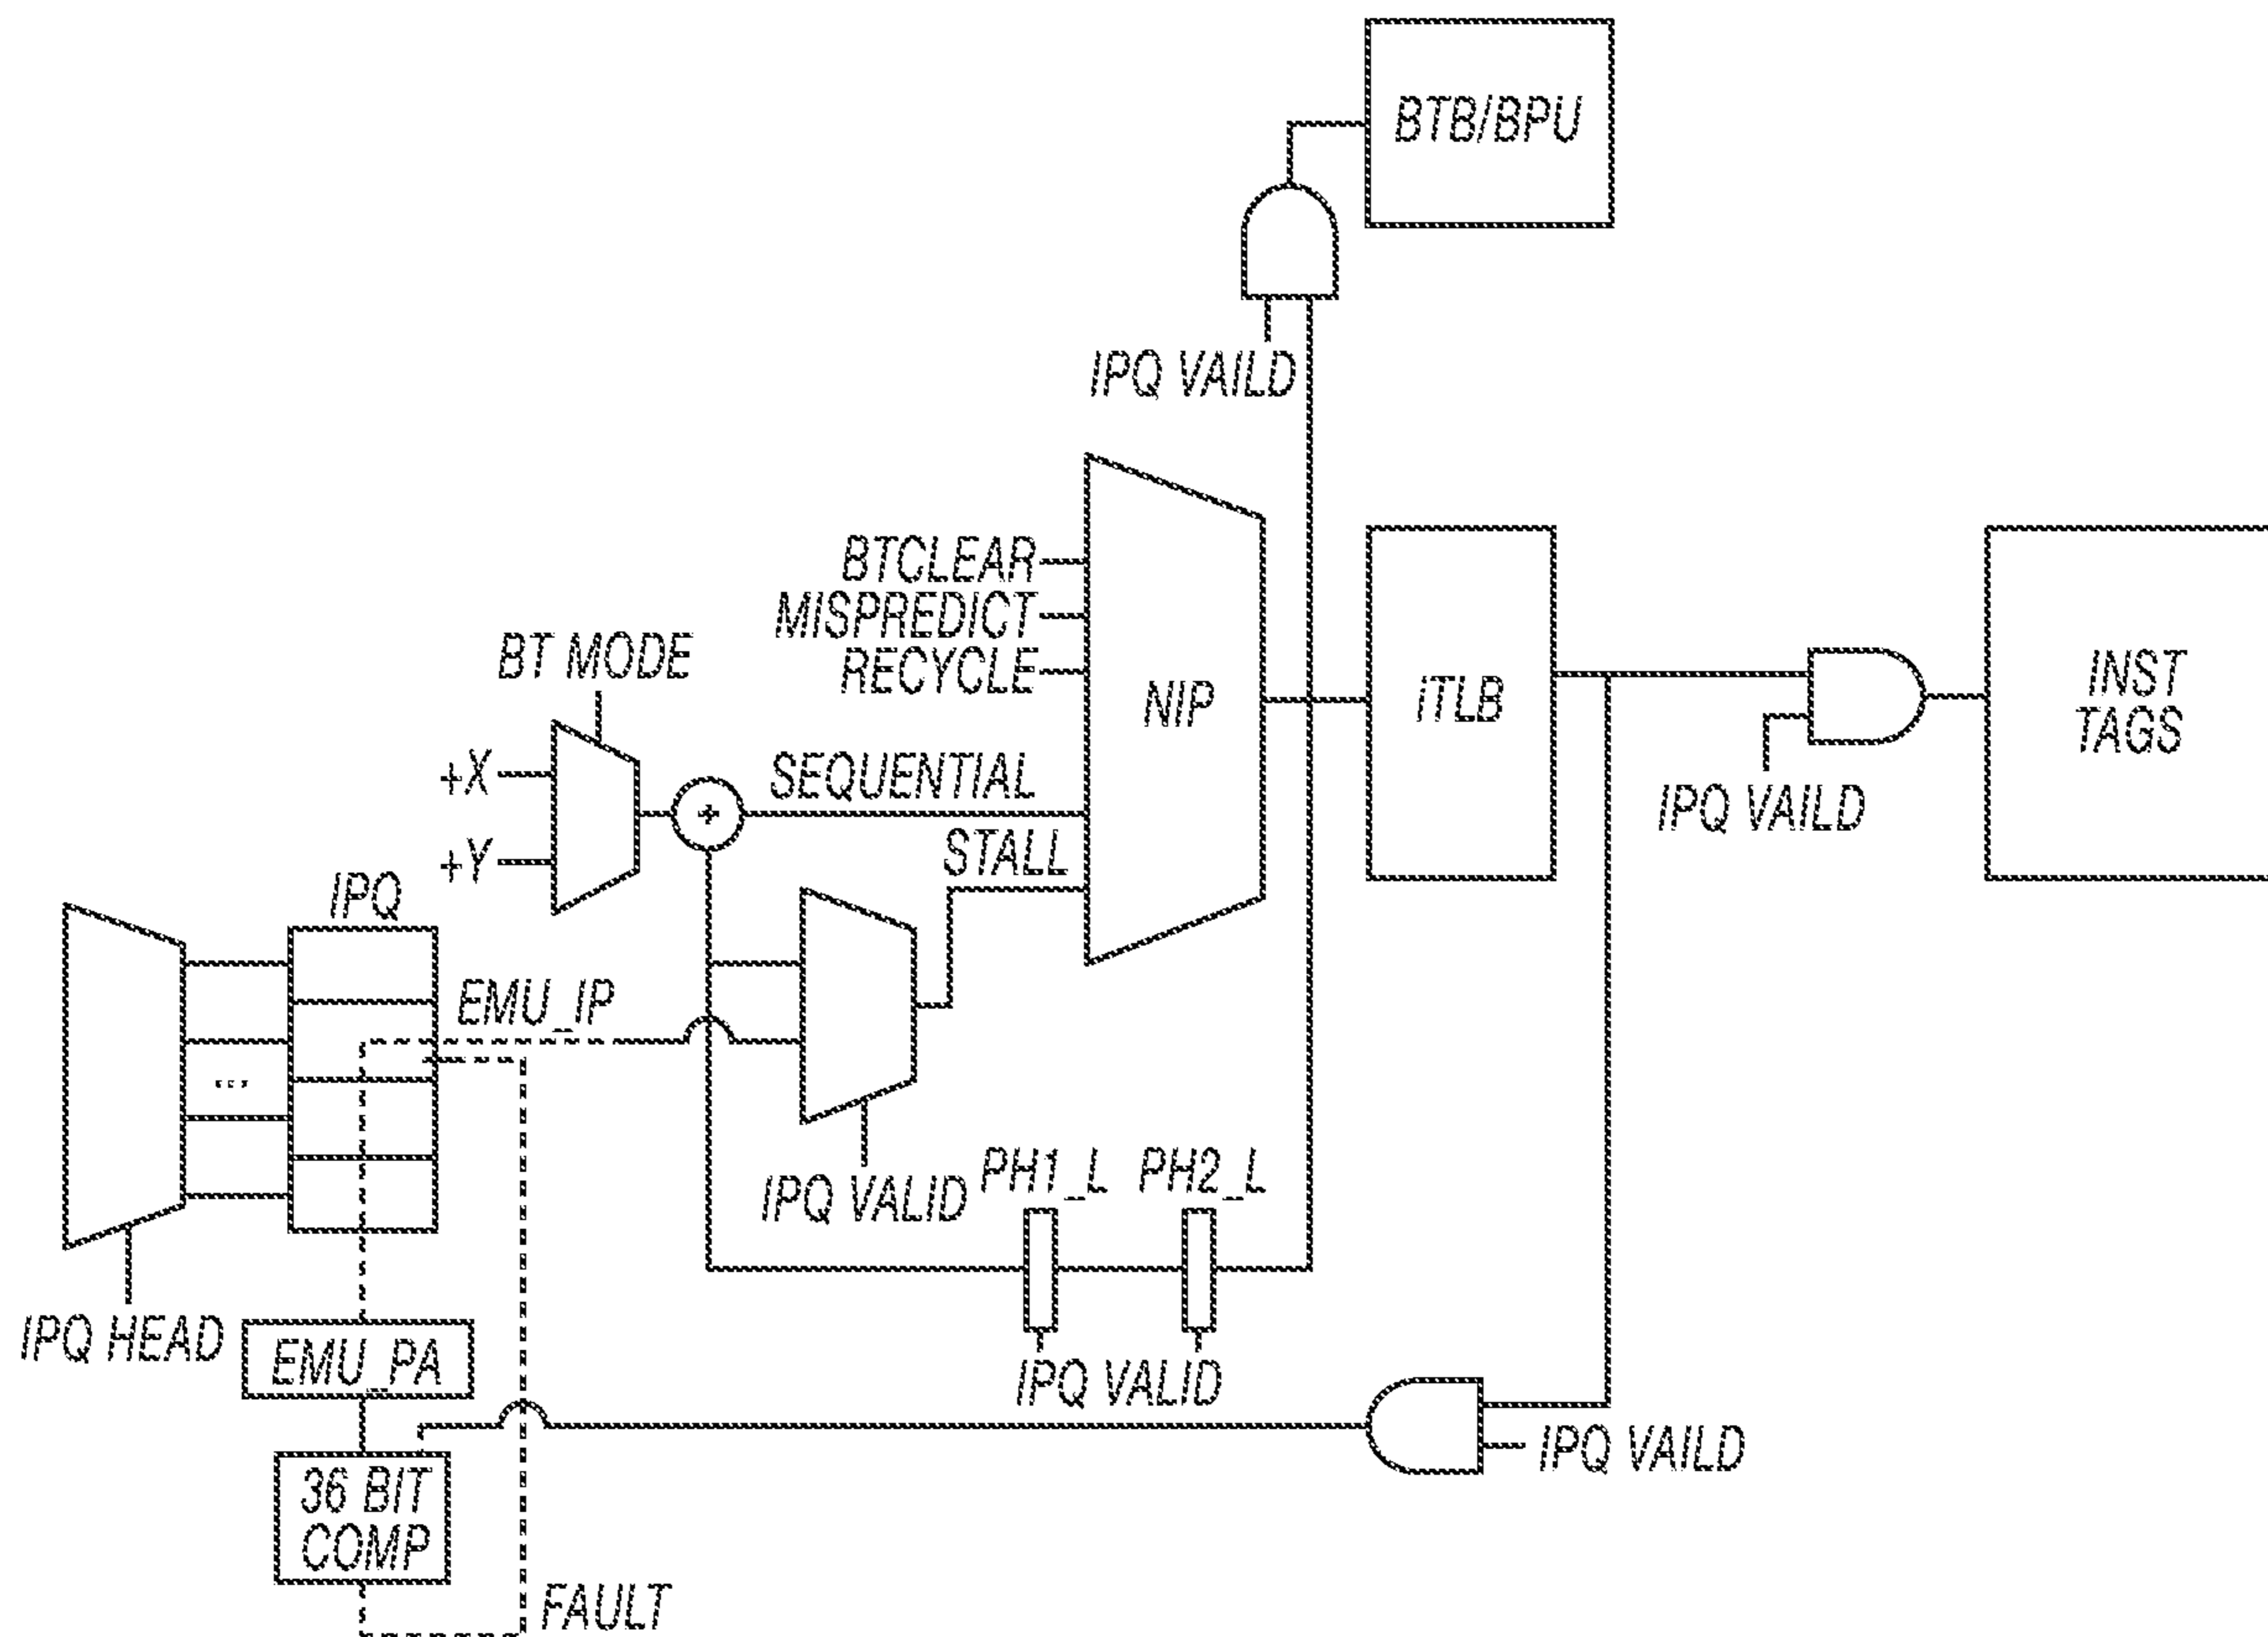 BTB/BPU
IPQ VAILD
BTCLEAR
MISPREDICT
RECYCLE
BT MODE
NIP
ITLB
INST
TAGS
+X
SEQUENTIAL
+
IPQ VAILD
+Y
STALL
IPQ
EMU_IP
...
IPQ VALID
PH1_L
PH2_L
IPQ HEAD
EMU_PA
IPQ VALID
IPQ VAILD
36 BIT
COMP
FAULT